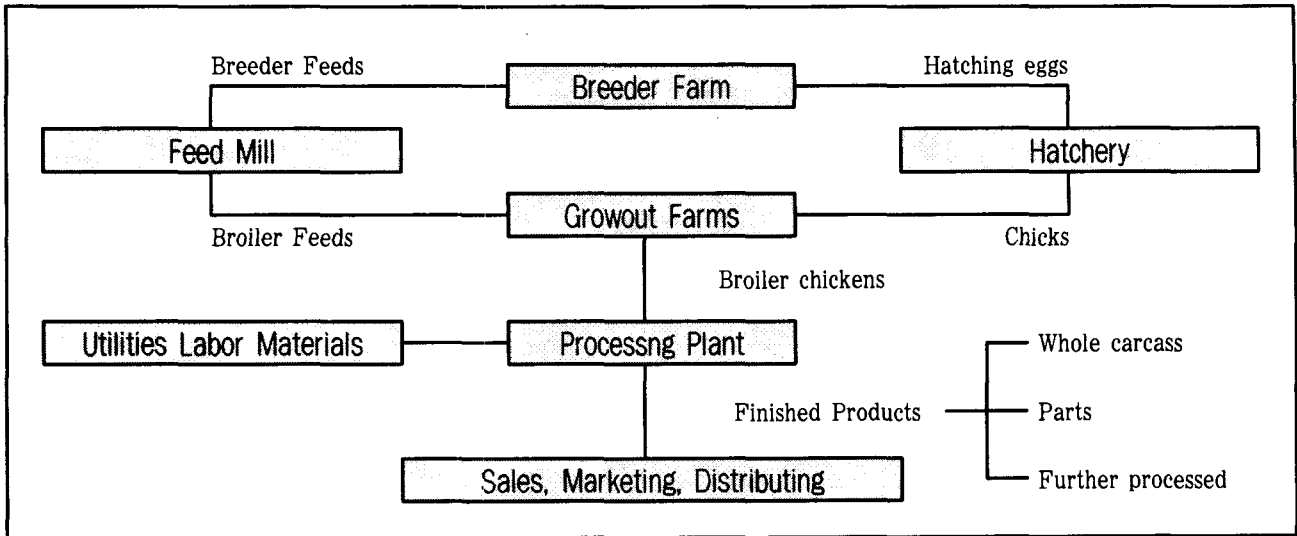 Breeder Feeds
Breeder Farm
Hatching eggs
Feed Mill
Hatchery
Growout Farms
Broiler Feeds
Chicks
Broiler chickens
Utilities Labor Materials
Processng Plant
Whole carcass
Finished Products
Parts
Sales, Marketing, Distributing
Further processed